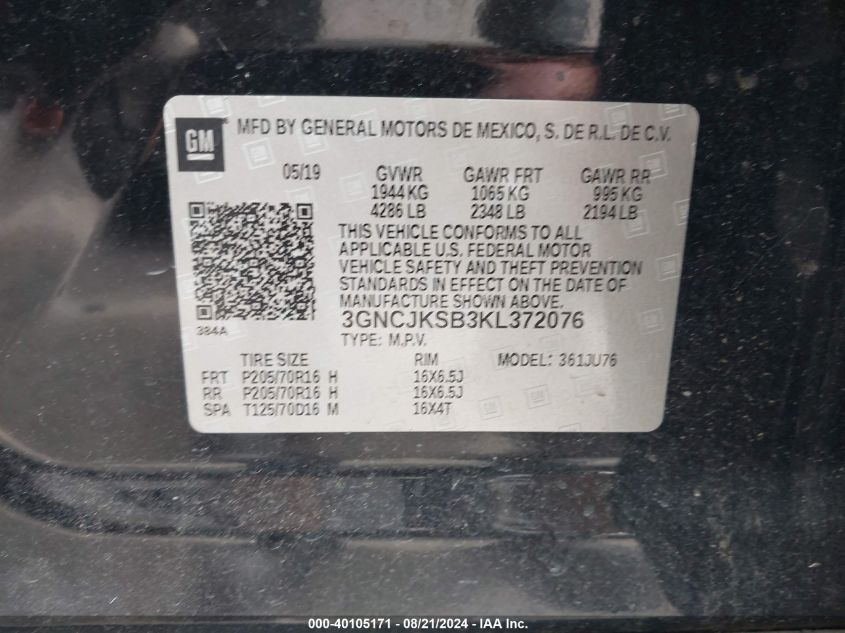 GM
MFD BY GENERAL MOTORS DE MEXICO, S. DE R.L. DE C.V.
05/19 GVWR GAWR FRT GAWR RR
1944 KG 1065 KG 995 KG
4286 LB 2348 LB 2194 LB
THIS VEHICLE CONFORMS TO ALL
APPLICABLE U.S. FEDERAL MOTOR
VEHICLE SAFETY AND THEFT PREVENTION
STANDARDS IN EFFECT ON THE DATE OF
MANUFACTURE SHOWN ABOVE.
384A
3GNCJKSB3KL372076
TYPE: M.P.V.
TIRE SIZE RIM MODEL: 361JU76
FRT P205/70R16 H 16X6.5J
RR P205/70R16 H 16X6.5J
SPA T125/70D16 M 16X4T
000-40105171 - 08/21/2024 - IAA Inc.